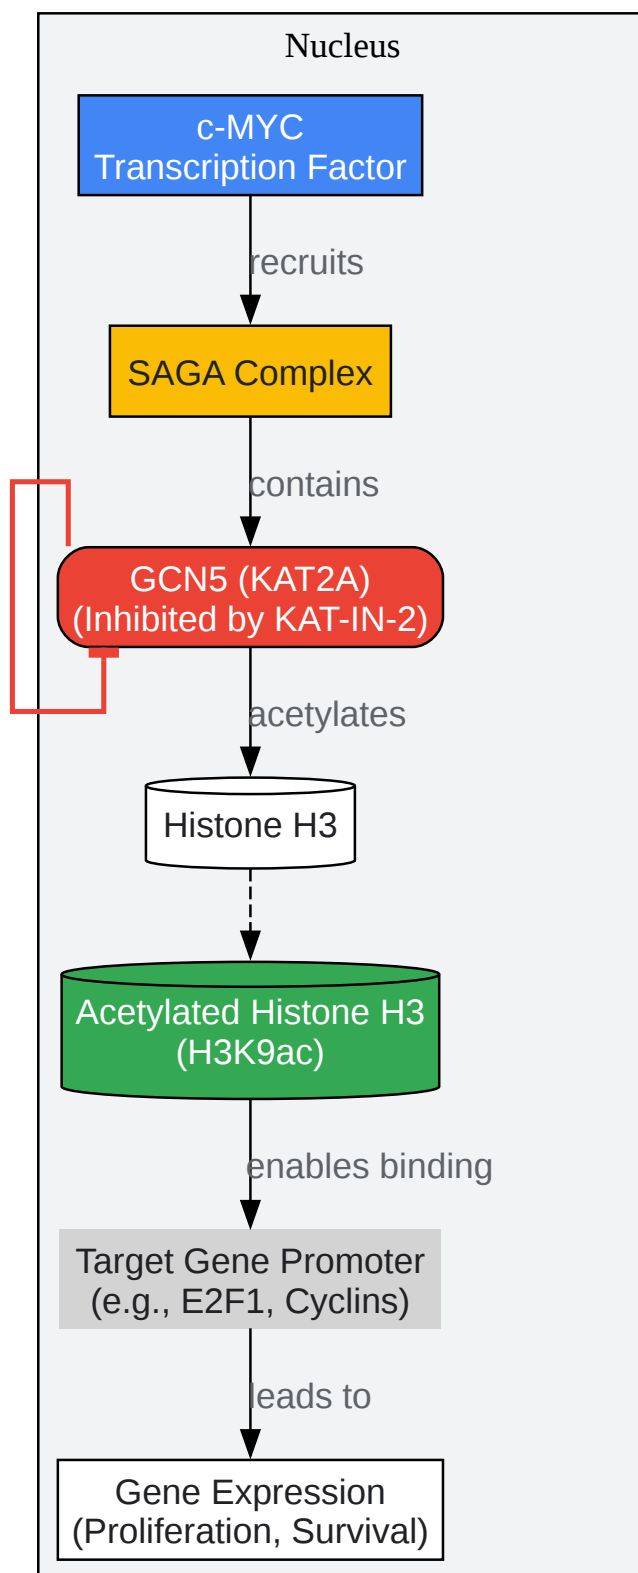 Nucleus
c-MYC
Transcription Factor
recruits
SAGA Complex
contains
GCN5 (KAT2A)
(Inhibited by KAT-IN-2)
acetylates
Histone H3
Acetylated Histone H3
(H3K9ac)
enables binding
Target Gene Promoter
(e.g., E2F1, Cyclins)
leads to
Gene Expression
(Proliferation, Survival)